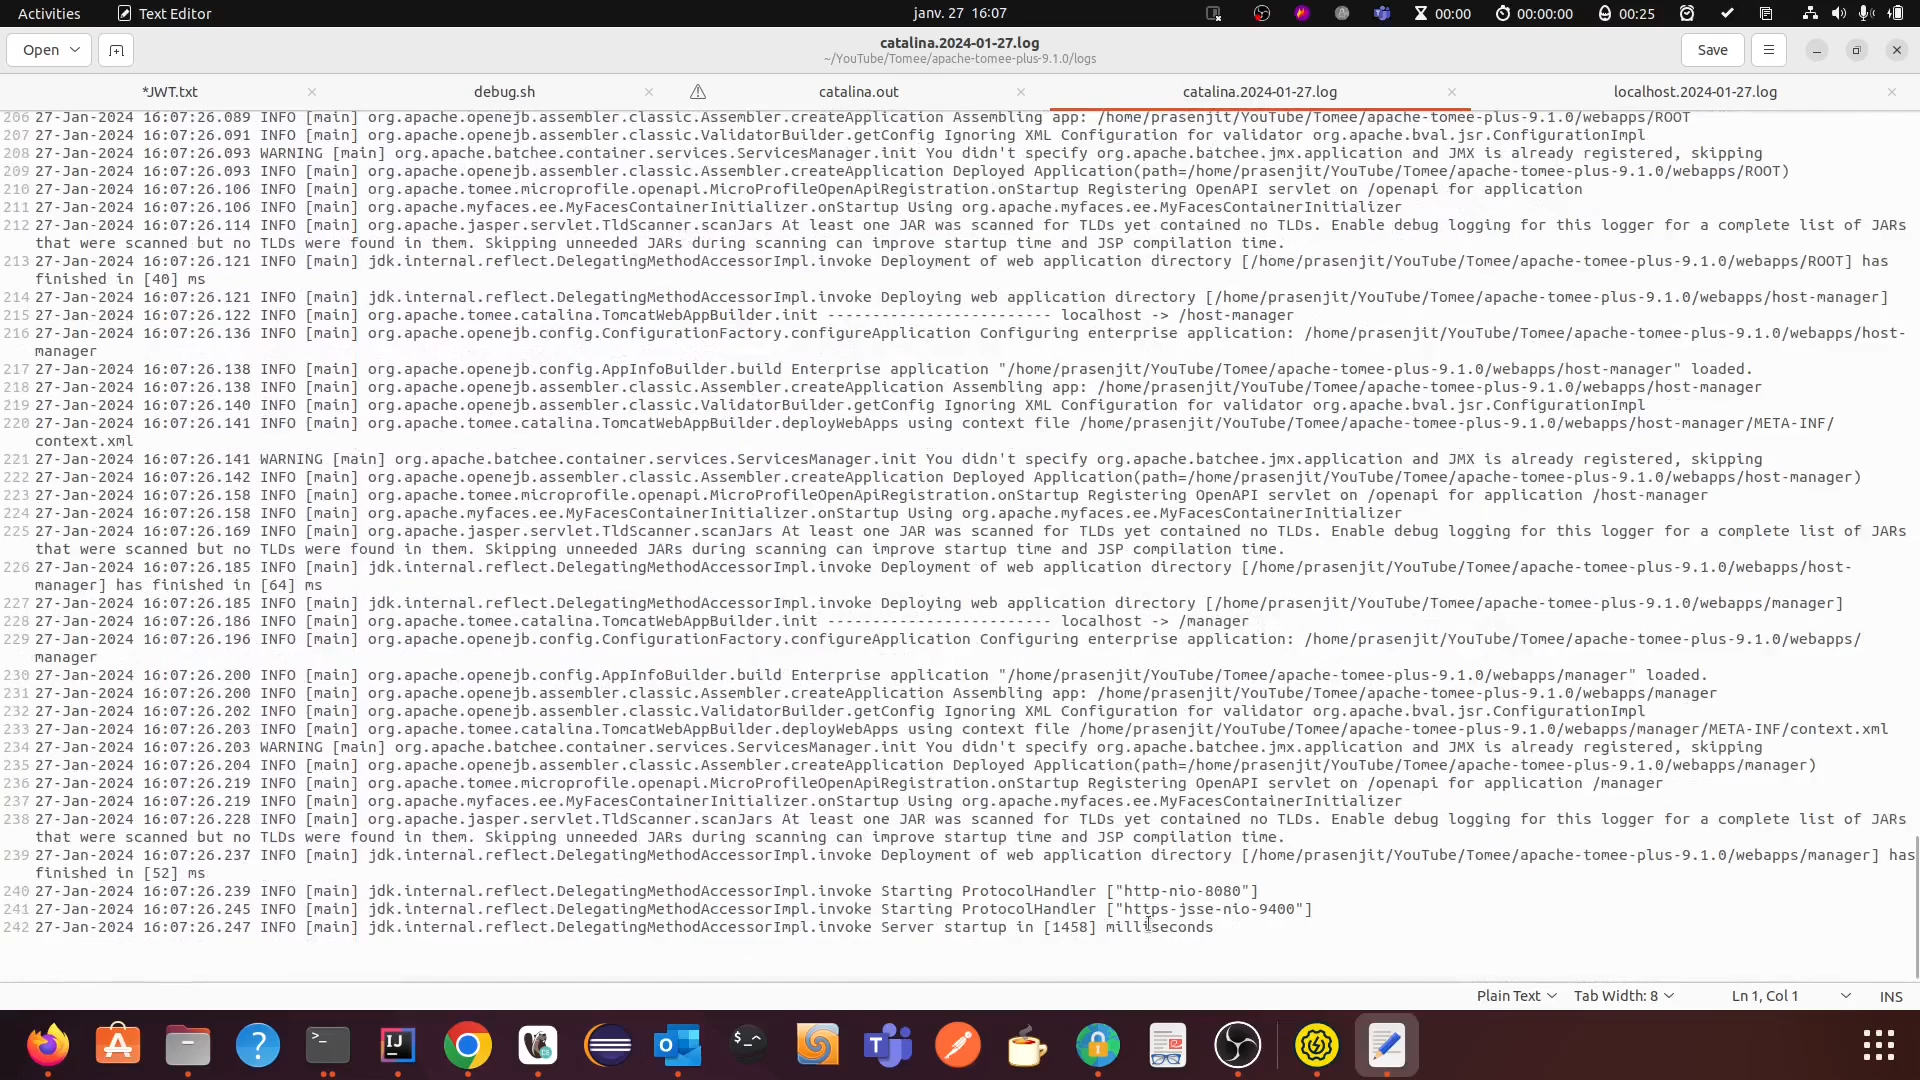 Activities Text Editor janv. 27 16:07 00:00 00:00:00 00:25
Open catalina.2024-01-27.log Save
~/YouTube/Tomee/apache-tomee-plus-9.1.0/logs
*JWT.txt debug.sh catalina.out catalina.2024-01-27.log localhost.2024-01-27.log
206 27-Jan-2024 16:07:26.089 INFO [main] org.apache.openejb.assembler.classic.Assembler.createApplication Assembling app: /home/prasenjit/YouTube/Tomee/apache-tomee-plus-9.1.0/webapps/ROOT
207 27-Jan-2024 16:07:26.091 INFO [main] org.apache.openejb.assembler.classic.ValidatorBuilder.getConfig Ignoring XML Configuration for validator org.apache.bval.jsr.ConfigurationImpl
208 27-Jan-2024 16:07:26.093 WARNING [main] org.apache.batchee.container.services.ServicesManager.init You didn't specify org.apache.batchee.jmx.application and JMX is already registered, skipping
209 27-Jan-2024 16:07:26.093 INFO [main] org.apache.openejb.assembler.classic.Assembler.createApplication Deployed Application(path=/home/prasenjit/YouTube/Tomee/apache-tomee-plus-9.1.0/webapps/ROOT)
210 27-Jan-2024 16:07:26.106 INFO [main] org.apache.tomee.microprofile.openapi.MicroProfileOpenApiRegistration.onStartup Registering OpenAPI servlet on /openapi for application
211 27-Jan-2024 16:07:26.106 INFO [main] org.apache.myfaces.ee.MyFacesContainerInitializer.onStartup Using org.apache.myfaces.ee.MyFacesContainerInitializer
212 27-Jan-2024 16:07:26.114 INFO [main] org.apache.jasper.servlet.TldScanner.scanJars At least one JAR was scanned for TLDs yet contained no TLDs. Enable debug logging for this logger for a complete list of JARs
that were scanned but no TLDs were found in them. Skipping unneeded JARs during scanning can improve startup time and JSP compilation time.
213 27-Jan-2024 16:07:26.121 INFO [main] jdk.internal.reflect.DelegatingMethodAccessorImpl.invoke Deployment of web application directory [/home/prasenjit/YouTube/Tomee/apache-tomee-plus-9.1.0/webapps/ROOT] has
finished in [40] ms
214 27-Jan-2024 16:07:26.121 INFO [main] jdk.internal.reflect.DelegatingMethodAccessorImpl.invoke Deploying web application directory [/home/prasenjit/YouTube/Tomee/apache-tomee-plus-9.1.0/webapps/host-manager]
215 27-Jan-2024 16:07:26.122 INFO [main] org.apache.tomee.catalina.TomcatWebAppBuilder.init ------------------------- localhost -> /host-manager
216 27-Jan-2024 16:07:26.136 INFO [main] org.apache.openejb.config.ConfigurationFactory.configureApplication Configuring enterprise application: /home/prasenjit/YouTube/Tomee/apache-tomee-plus-9.1.0/webapps/host-
manager
217 27-Jan-2024 16:07:26.138 INFO [main] org.apache.openejb.config.AppInfoBuilder.build Enterprise application "/home/prasenjit/YouTube/Tomee/apache-tomee-plus-9.1.0/webapps/host-manager" loaded.
218 27-Jan-2024 16:07:26.138 INFO [main] org.apache.openejb.assembler.classic.Assembler.createApplication Assembling app: /home/prasenjit/YouTube/Tomee/apache-tomee-plus-9.1.0/webapps/host-manager
219 27-Jan-2024 16:07:26.140 INFO [main] org.apache.openejb.assembler.classic.ValidatorBuilder.getConfig Ignoring XML Configuration for validator org.apache.bval.jsr.ConfigurationImpl
220 27-Jan-2024 16:07:26.141 INFO [main] org.apache.tomee.catalina.TomcatWebAppBuilder.deployWebApps using context file /home/prasenjit/YouTube/Tomee/apache-tomee-plus-9.1.0/webapps/host-manager/META-INF/
context.xml
221 27-Jan-2024 16:07:26.141 WARNING [main] org.apache.batchee.container.services.ServicesManager.init You didn't specify org.apache.batchee.jmx.application and JMX is already registered, skipping
222 27-Jan-2024 16:07:26.142 INFO [main] org.apache.openejb.assembler.classic.Assembler.createApplication Deployed Application(path=/home/prasenjit/YouTube/Tomee/apache-tomee-plus-9.1.0/webapps/host-manager)
223 27-Jan-2024 16:07:26.158 INFO [main] org.apache.tomee.microprofile.openapi.MicroProfileOpenApiRegistration.onStartup Registering OpenAPI servlet on /openapi for application /host-manager
224 27-Jan-2024 16:07:26.158 INFO [main] org.apache.myfaces.ee.MyFacesContainerInitializer.onStartup Using org.apache.myfaces.ee.MyFacesContainerInitializer
225 27-Jan-2024 16:07:26.169 INFO [main] org.apache.jasper.servlet.TldScanner.scanJars At least one JAR was scanned for TLDs yet contained no TLDs. Enable debug logging for this logger for a complete list of JARs
that were scanned but no TLDs were found in them. Skipping unneeded JARs during scanning can improve startup time and JSP compilation time.
226 27-Jan-2024 16:07:26.185 INFO [main] jdk.internal.reflect.DelegatingMethodAccessorImpl.invoke Deployment of web application directory [/home/prasenjit/YouTube/Tomee/apache-tomee-plus-9.1.0/webapps/host-
manager] has finished in [64] ms
227 27-Jan-2024 16:07:26.185 INFO [main] jdk.internal.reflect.DelegatingMethodAccessorImpl.invoke Deploying web application directory [/home/prasenjit/YouTube/Tomee/apache-tomee-plus-9.1.0/webapps/manager]
228 27-Jan-2024 16:07:26.186 INFO [main] org.apache.tomee.catalina.TomcatWebAppBuilder.init ------------------------- localhost -> /manager
229 27-Jan-2024 16:07:26.196 INFO [main] org.apache.openejb.config.ConfigurationFactory.configureApplication Configuring enterprise application: /home/prasenjit/YouTube/Tomee/apache-tomee-plus-9.1.0/webapps/
manager
230 27-Jan-2024 16:07:26.200 INFO [main] org.apache.openejb.config.AppInfoBuilder.build Enterprise application "/home/prasenjit/YouTube/Tomee/apache-tomee-plus-9.1.0/webapps/manager" loaded.
231 27-Jan-2024 16:07:26.200 INFO [main] org.apache.openejb.assembler.classic.Assembler.createApplication Assembling app: /home/prasenjit/YouTube/Tomee/apache-tomee-plus-9.1.0/webapps/manager
232 27-Jan-2024 16:07:26.202 INFO [main] org.apache.openejb.assembler.classic.ValidatorBuilder.getConfig Ignoring XML Configuration for validator org.apache.bval.jsr.ConfigurationImpl
233 27-Jan-2024 16:07:26.203 INFO [main] org.apache.tomee.catalina.TomcatWebAppBuilder.deployWebApps using context file /home/prasenjit/YouTube/Tomee/apache-tomee-plus-9.1.0/webapps/manager/META-INF/context.xml
234 27-Jan-2024 16:07:26.203 WARNING [main] org.apache.batchee.container.services.ServicesManager.init You didn't specify org.apache.batchee.jmx.application and JMX is already registered, skipping
235 27-Jan-2024 16:07:26.204 INFO [main] org.apache.openejb.assembler.classic.Assembler.createApplication Deployed Application(path=/home/prasenjit/YouTube/Tomee/apache-tomee-plus-9.1.0/webapps/manager)
236 27-Jan-2024 16:07:26.219 INFO [main] org.apache.tomee.microprofile.openapi.MicroProfileOpenApiRegistration.onStartup Registering OpenAPI servlet on /openapi for application /manager
237 27-Jan-2024 16:07:26.219 INFO [main] org.apache.myfaces.ee.MyFacesContainerInitializer.onStartup Using org.apache.myfaces.ee.MyFacesContainerInitializer
238 27-Jan-2024 16:07:26.228 INFO [main] org.apache.jasper.servlet.TldScanner.scanJars At least one JAR was scanned for TLDs yet contained no TLDs. Enable debug logging for this logger for a complete list of JARs
that were scanned but no TLDs were found in them. Skipping unneeded JARs during scanning can improve startup time and JSP compilation time.
239 27-Jan-2024 16:07:26.237 INFO [main] jdk.internal.reflect.DelegatingMethodAccessorImpl.invoke Deployment of web application directory [/home/prasenjit/YouTube/Tomee/apache-tomee-plus-9.1.0/webapps/manager] has
finished in [52] ms
240 27-Jan-2024 16:07:26.239 INFO [main] jdk.internal.reflect.DelegatingMethodAccessorImpl.invoke Starting ProtocolHandler ["http-nio-8080"]
241 27-Jan-2024 16:07:26.245 INFO [main] jdk.internal.reflect.DelegatingMethodAccessorImpl.invoke Starting ProtocolHandler ["https-jsse-nio-9400"]
242 27-Jan-2024 16:07:26.247 INFO [main] jdk.internal.reflect.DelegatingMethodAccessorImpl.invoke Server startup in [1458] milliseconds
Plain Text Tab Width: 8 Ln 1, Col 1 INS